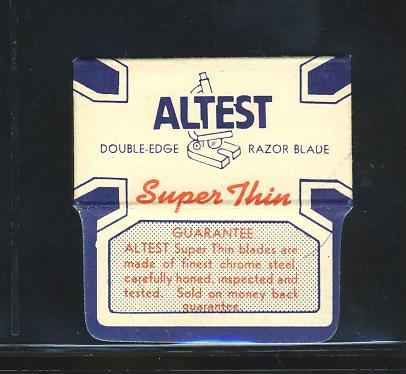 ALTEST
DOUBLE-EDGE RAZOR BLADE
Super Thin
GUARANTEE
ALTEST Super Thin blades are
made of finest chrome steel,
carefully honed, inspected and
tested. Sold on money back
guarantee.